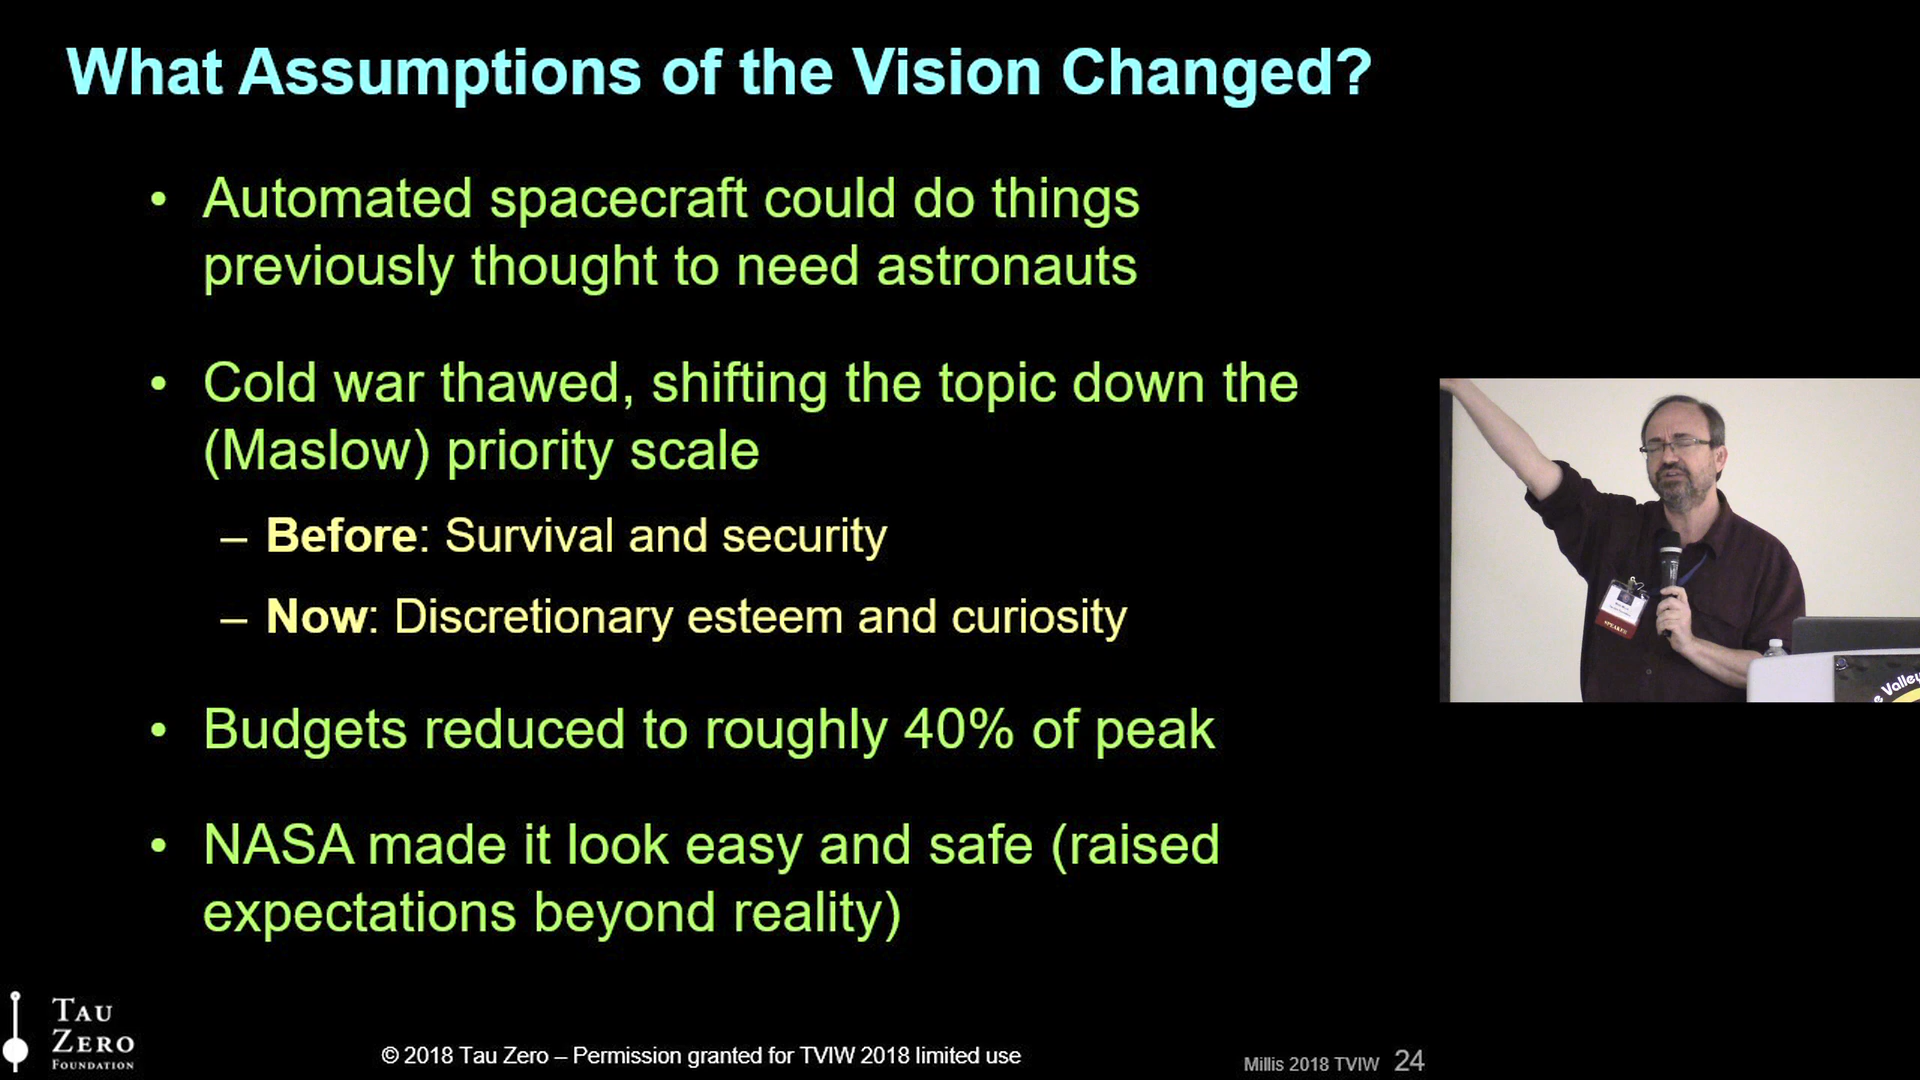 What Assumptions of the Vision Changed?
• Automated spacecraft could do things
previously thought to need astronauts
• Cold war thawed, shifting the topic down the
(Maslow) priority scale
– Before: Survival and security
– Now: Discretionary esteem and curiosity
• Budgets reduced to roughly 40% of peak
• NASA made it look easy and safe (raised
expectations beyond reality)
SPEAKER
Valley
TAU
ZERO
FOUNDATION
© 2018 Tau Zero – Permission granted for TVIW 2018 limited use
Millis 2018 TVIW 24